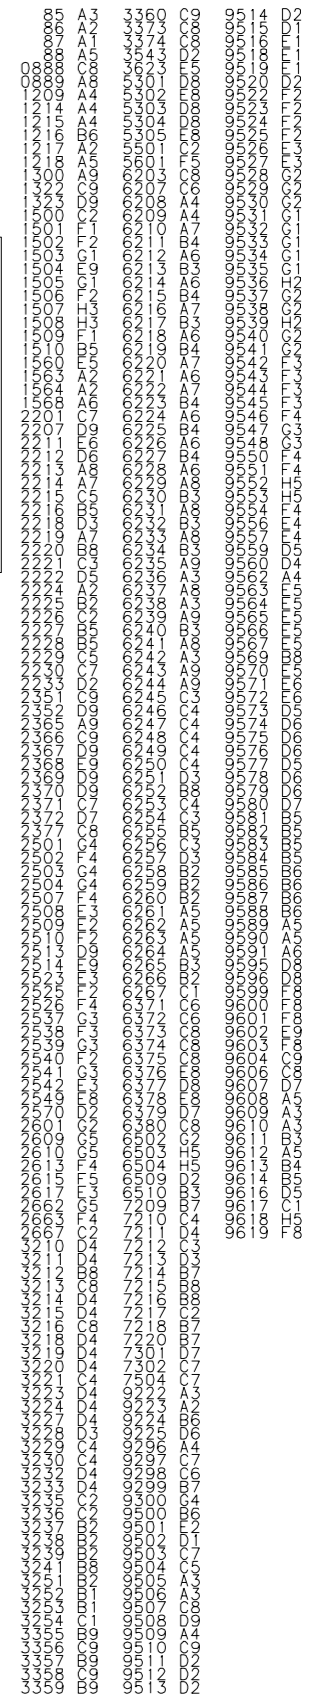 85 A3
86 A2
87 A1
88 A5
0888 C8
0889 A8
1209 A4
1214 A4
1215 A4
1216 B6
1217 A2
1218 A5
1300 A9
1322 C9
1323 D9
1500 C2
1501 F1
1502 F2
1503 G1
1504 E9
1505 G1
1506 F2
1507 H3
1508 H3
1509 F1
1510 B5
1560 E5
1563 A2
1564 A2
1568 A6
2201 C7
2207 D9
2211 E6
2212 D6
2213 A8
2214 A7
2215 C5
2216 B5
2218 D3
2219 A7
2220 B8
2221 C3
2222 D5
2224 A2
2225 B2
2226 C2
2227 B5
2228 B5
2229 C5
2230 C7
2233 D2
2351 C9
2352 D9
2365 A9
2366 C9
2367 D9
2368 E9
2369 D9
2370 D9
2371 C7
2372 D7
2377 C8
2501 G4
2502 F4
2503 G4
2504 G4
2507 F4
2508 E3
2509 E2
2510 F2
2513 D9
2514 E9
2523 F3
2525 F2
2526 F4
2537 G3
2538 F3
2539 G3
2540 F2
2541 G3
2542 E3
2549 E8
2570 D2
2601 G2
2609 G5
2610 G5
2613 F4
2615 F5
2617 E3
2662 G5
2663 F4
2667 C2
3210 D4
3211 D4
3212 B8
3213 C8
3214 D4
3215 D4
3216 C8
3218 D4
3219 D4
3220 D4
3221 C4
3223 D4
3224 D4
3227 D4
3228 D3
3229 C4
3230 C4
3232 D4
3233 D4
3235 C2
3236 C2
3237 B2
3238 B2
3239 B2
3241 B8
3251 B2
3252 B1
3253 B1
3254 C1
3355 B9
3356 C9
3357 B9
3358 C9
3359 B9
3360 C9
3373 C8
3374 C8
3543 D2
3623 E5
5301 D8
5302 E8
5303 D8
5304 D8
5305 E8
5501 C2
5601 F5
6203 C8
6207 C6
6208 A4
6209 A4
6210 A7
6211 B4
6212 A6
6213 B3
6214 A6
6215 B4
6216 A7
6217 B3
6218 A6
6219 B4
6220 A7
6221 A6
6222 A7
6223 B4
6224 A6
6225 B4
6226 A6
6227 B4
6228 A6
6229 A8
6230 B3
6231 A8
6232 B3
6233 A8
6234 B3
6235 A9
6236 A3
6237 A8
6238 A3
6239 A9
6240 B3
6241 A8
6242 A3
6243 A9
6244 A9
6245 C3
6246 C4
6247 C4
6248 C4
6249 C4
6250 C4
6251 D3
6252 B8
6253 C4
6254 C3
6255 B5
6256 C3
6257 D3
6258 B2
6259 B2
6260 B2
6261 A5
6262 A5
6263 A5
6264 A5
6265 B3
6266 B2
6267 C1
6371 C6
6372 C6
6373 C8
6374 C8
6375 C8
6376 E8
6377 D8
6378 E8
6379 D7
6380 C8
6502 G2
6503 H5
6504 H5
6509 D2
6510 B3
7209 B7
7210 C4
7211 D4
7212 C3
7213 D3
7214 B7
7215 B8
7216 B8
7217 C2
7218 B7
7220 B7
7301 D7
7302 C7
7504 C7
9222 A3
9223 A2
9224 B6
9225 D6
9296 A4
9297 C7
9298 C6
9299 B7
9300 G4
9500 B6
9501 E2
9502 D1
9503 C7
9504 C5
9505 A3
9506 A3
9507 C8
9508 D9
9509 A4
9510 C9
9511 D2
9512 D2
9513 D2
9514 D2
9515 D1
9516 E1
9518 E1
9519 E1
9520 D2
9522 F2
9523 F2
9524 F2
9525 F2
9526 E3
9527 E3
9528 G2
9529 G2
9530 G2
9531 G1
9532 G1
9533 G1
9534 G1
9535 G1
9536 H2
9537 G2
9538 G2
9539 H2
9540 G2
9541 G2
9542 F3
9543 F3
9544 F3
9545 F3
9546 F4
9547 G3
9548 G3
9550 F4
9551 F4
9552 H5
9553 H5
9554 F4
9556 E4
9557 E4
9559 D5
9560 D4
9562 A4
9563 E5
9564 E5
9565 E5
9566 E5
9567 E5
9569 B8
9570 E5
9571 E6
9572 E6
9573 D5
9574 D6
9575 D6
9576 D6
9577 D5
9578 D6
9579 D6
9580 D7
9581 B5
9582 B5
9583 B5
9584 B5
9585 B6
9586 B6
9587 B6
9588 B6
9589 A5
9590 A5
9591 A6
9595 D8
9596 D5
9599 F8
9600 F8
9601 F8
9602 E9
9603 F8
9604 C9
9606 C8
9607 D7
9608 A5
9609 A3
9610 A3
9611 B3
9612 A5
9613 B4
9614 B5
9616 D5
9617 C1
9618 H5
9619 F8